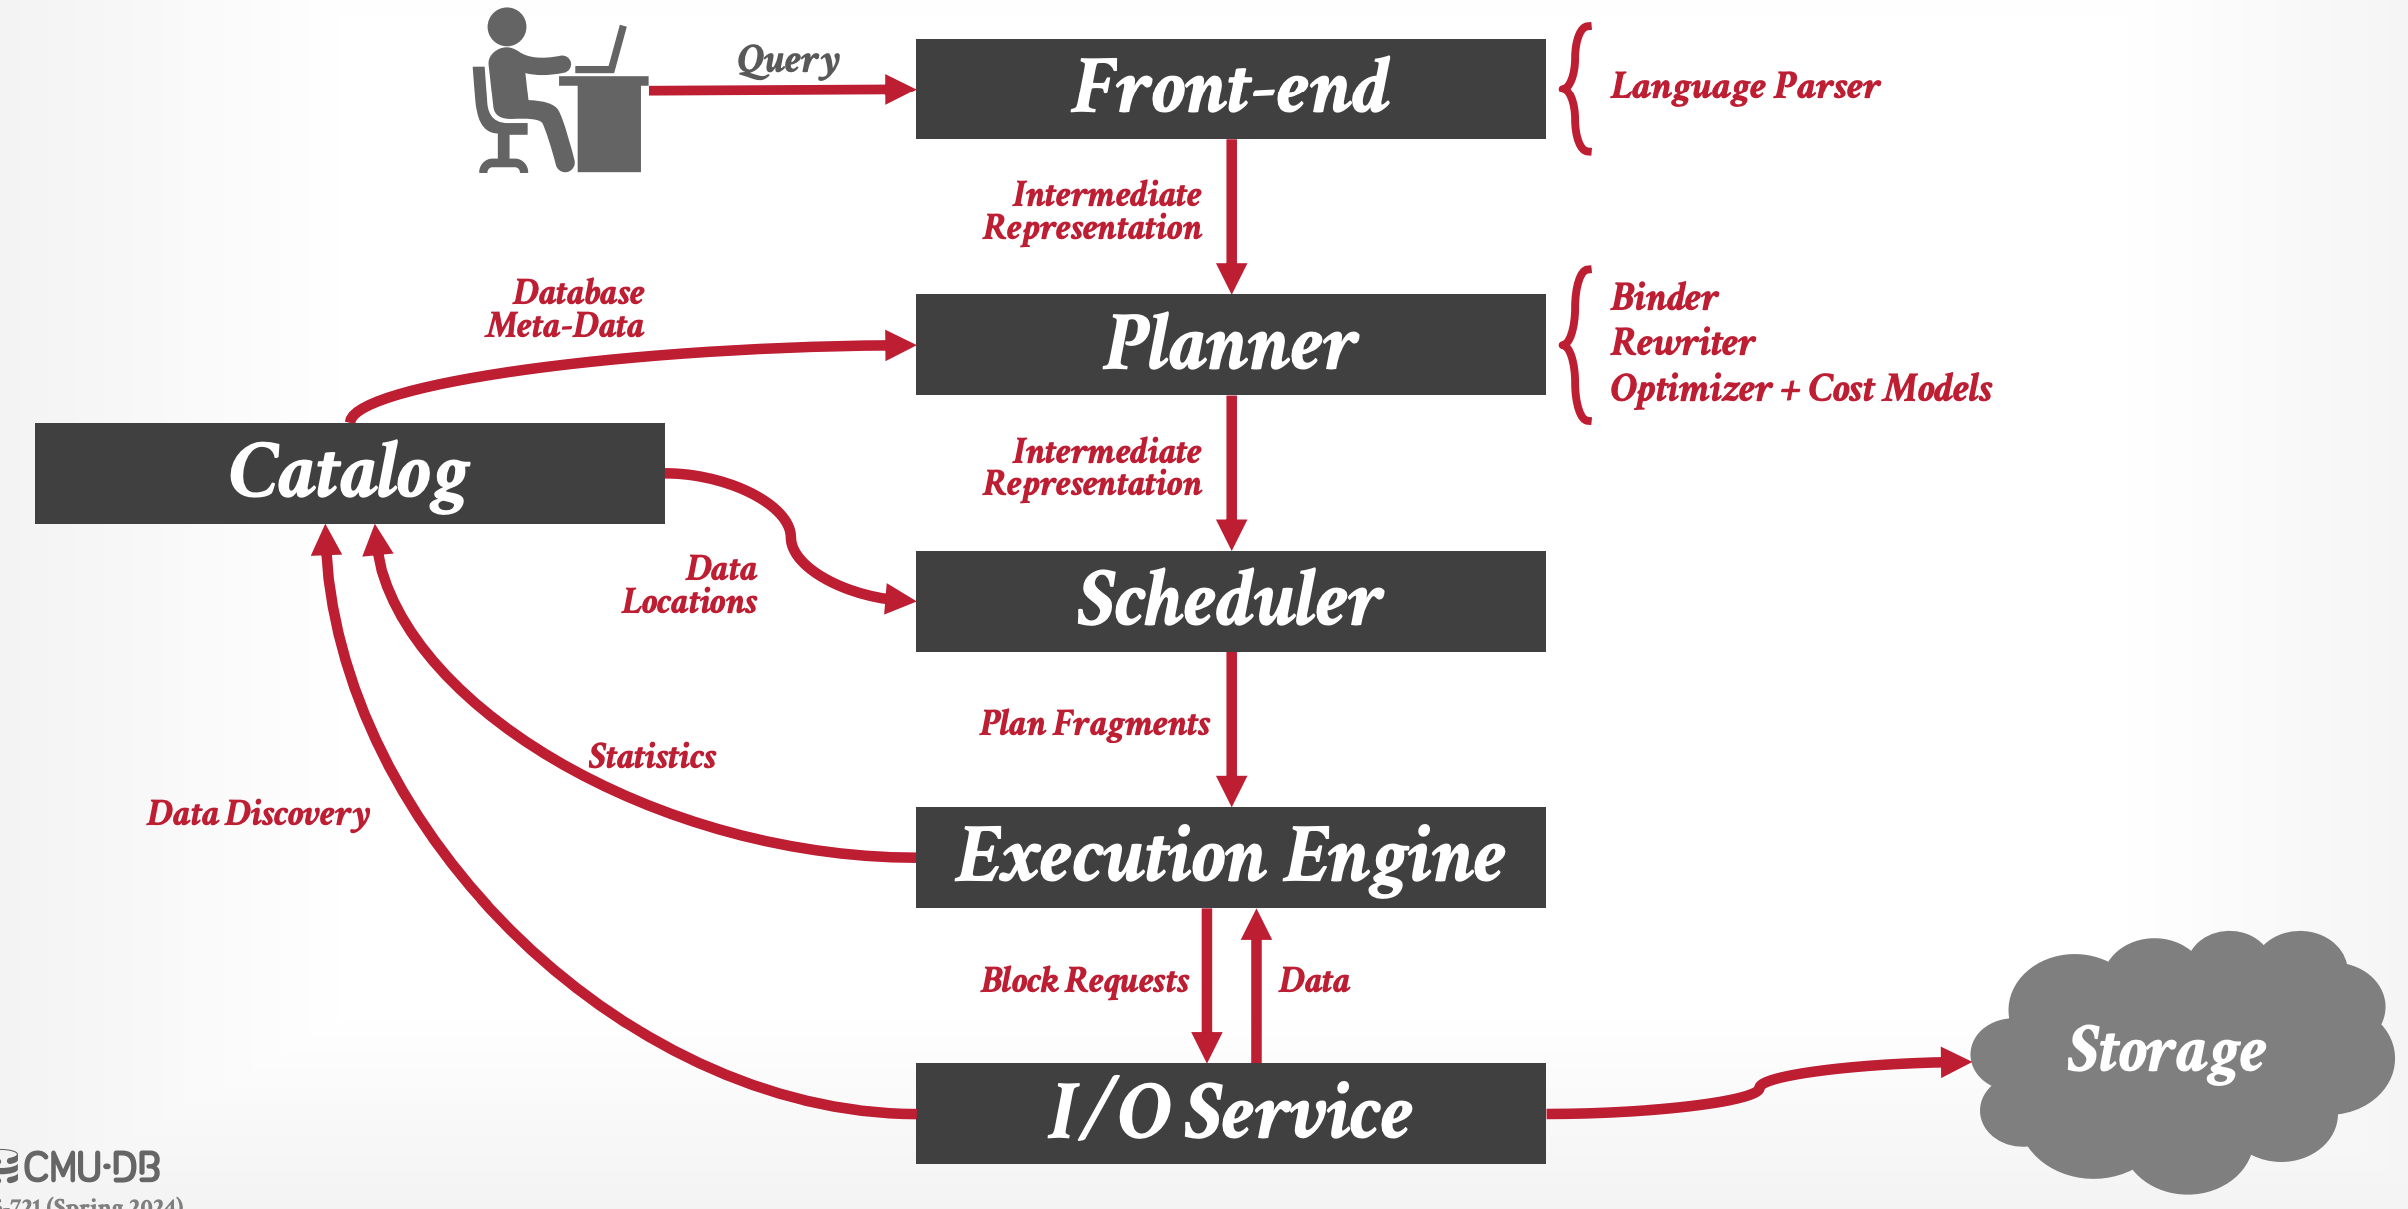 Query
Front-end
Language Parser
Intermediate
Representation
Database
Meta-Data
Planner
Binder
Rewriter
Optimizer + Cost Models
Catalog
Intermediate
Representation
Data
Locations
Scheduler
Plan Fragments
Statistics
Data Discovery
Execution Engine
Block Requests
Data
Storage
I/O Service
CMU·DB
-721 (Spring 2024)